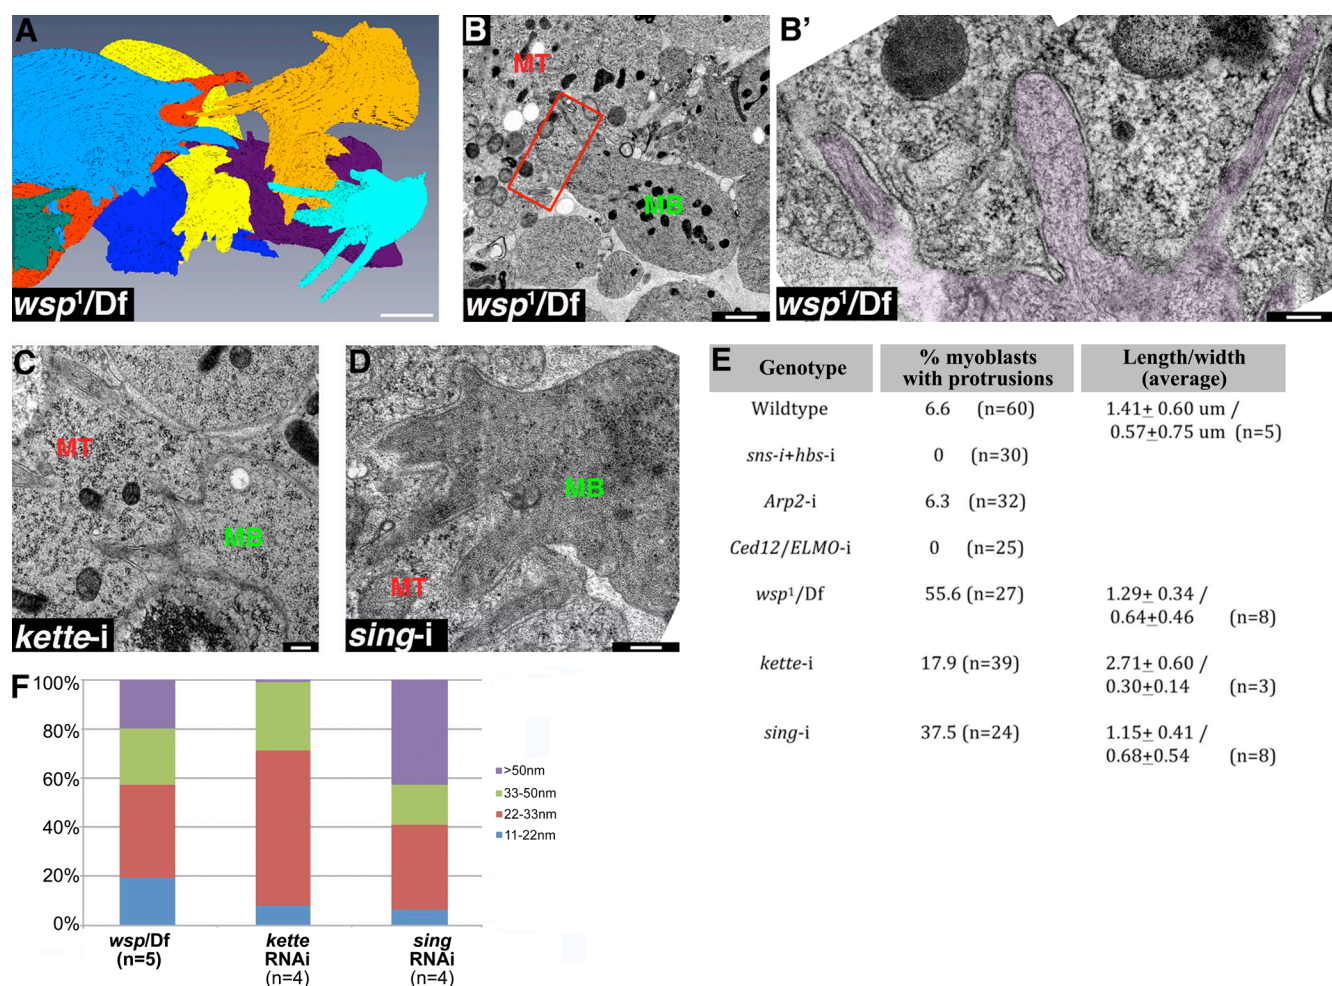 A
wsp¹/Df
B
MT
MB
wsp¹/Df
B'
wsp¹/Df
C
MT
MB
kette-i
D
MB
MT
sing-i
E
Genotype
% myoblasts
with protrusions
Length/width
(average)
Wildtype
6.6 (n=60)
1.41± 0.60 um /
0.57±0.75 um (n=5)
sns-i+hbs-i
0 (n=30)
Arp2-i
6.3 (n=32)
Ced12/ELMO-i
0 (n=25)
wsp¹/Df
55.6 (n=27)
1.29± 0.34 /
0.64±0.46 (n=8)
kette-i
17.9 (n=39)
2.71± 0.60 /
0.30±0.14 (n=3)
sing-i
37.5 (n=24)
1.15± 0.41 /
0.68±0.54 (n=8)
F
100%
80%
60%
40%
20%
0%
wsp/Df
(n=5)
kette
RNAi
(n=4)
sing
RNAi
(n=4)
>50nm
33-50nm
22-33nm
11-22nm